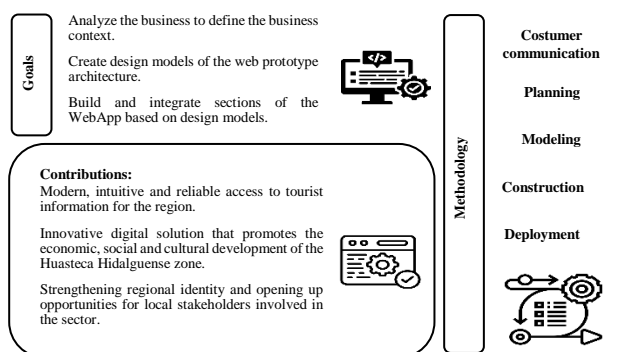 Goals
Analyze the business to define the business
context.
Create design models of the web prototype
architecture.
Build and integrate sections of the
WebApp based on design models.
Contributions:
Modern, intuitive and reliable access to tourist
information for the region.
Innovative digital solution that promotes the
economic, social and cultural development of the
Huasteca Hidalguense zone.
Strengthening regional identity and opening up
opportunities for local stakeholders involved in
the sector.
Methodology
Costumer
communication
Planning
Modeling
Construction
Deployment